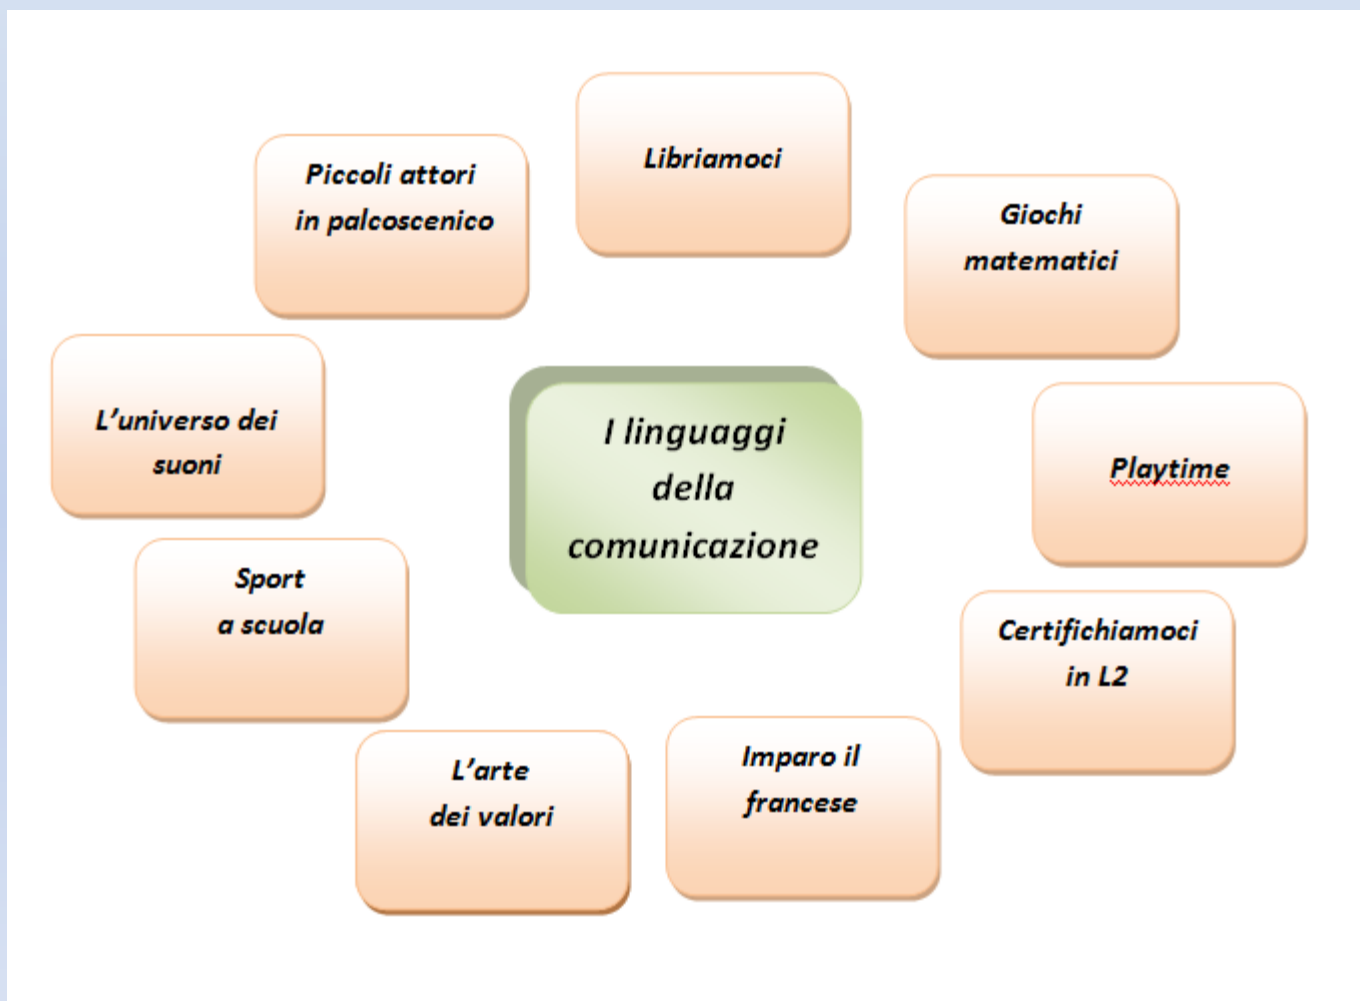 Libriamoci
Piccoli attori
in palcoscenico
Giochi
matematici
L’universo dei
suoni
I linguaggi
della
comunicazione
Playtime
Sport
a scuola
Certifichiamoci
in L2
L’arte
dei valori
Imparo il
francese